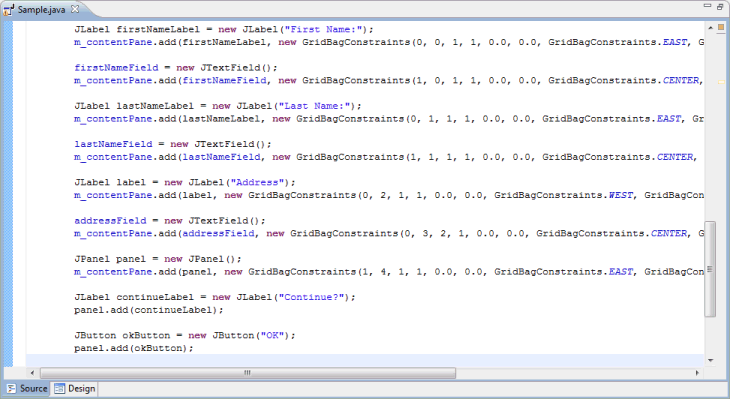 Sample.java
JLabel firstNameLabel = new JLabel("First Name:");
m_contentPane.add(firstNameLabel, new GridBagConstraints(0, 0, 1, 1, 0.0, 0.0, GridBagConstraints.EAST, G
firstNameField = new JTextField();
m_contentPane.add(firstNameField, new GridBagConstraints(1, 0, 1, 1, 0.0, 0.0, GridBagConstraints.CENTER,
JLabel lastNameLabel = new JLabel("Last Name:");
m_contentPane.add(lastNameLabel, new GridBagConstraints(0, 1, 1, 1, 0.0, 0.0, GridBagConstraints.EAST, Gr
lastNameField = new JTextField();
m_contentPane.add(lastNameField, new GridBagConstraints(1, 1, 1, 1, 0.0, 0.0, GridBagConstraints.CENTER,
JLabel label = new JLabel("Address");
m_contentPane.add(label, new GridBagConstraints(0, 2, 1, 1, 0.0, 0.0, GridBagConstraints.WEST, GridBagCon
addressField = new JTextField();
m_contentPane.add(addressField, new GridBagConstraints(0, 3, 2, 1, 0.0, 0.0, GridBagConstraints.CENTER, G
JPanel panel = new JPanel();
m_contentPane.add(panel, new GridBagConstraints(1, 4, 1, 1, 0.0, 0.0, GridBagConstraints.EAST, GridBagCon
JLabel continueLabel = new JLabel("Continue?");
panel.add(continueLabel);
JButton okButton = new JButton("OK");
panel.add(okButton);
Source Design